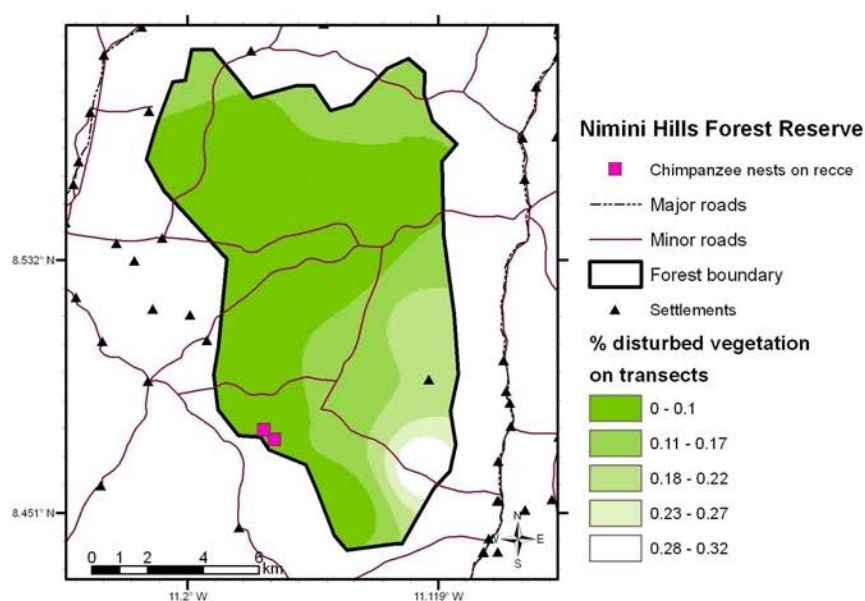 Nimini Hills Forest Reserve
Chimpanzee nests on recce
Major roads
Minor roads
Forest boundary
Settlements
% disturbed vegetation
on transects
0 - 0.1
0.11 - 0.17
0.18 - 0.22
0.23 - 0.27
0.28 - 0.32
8.532° N
8.451° N
N
W E
S
0 1 2 4 6
km
11.2° W 11.119° W